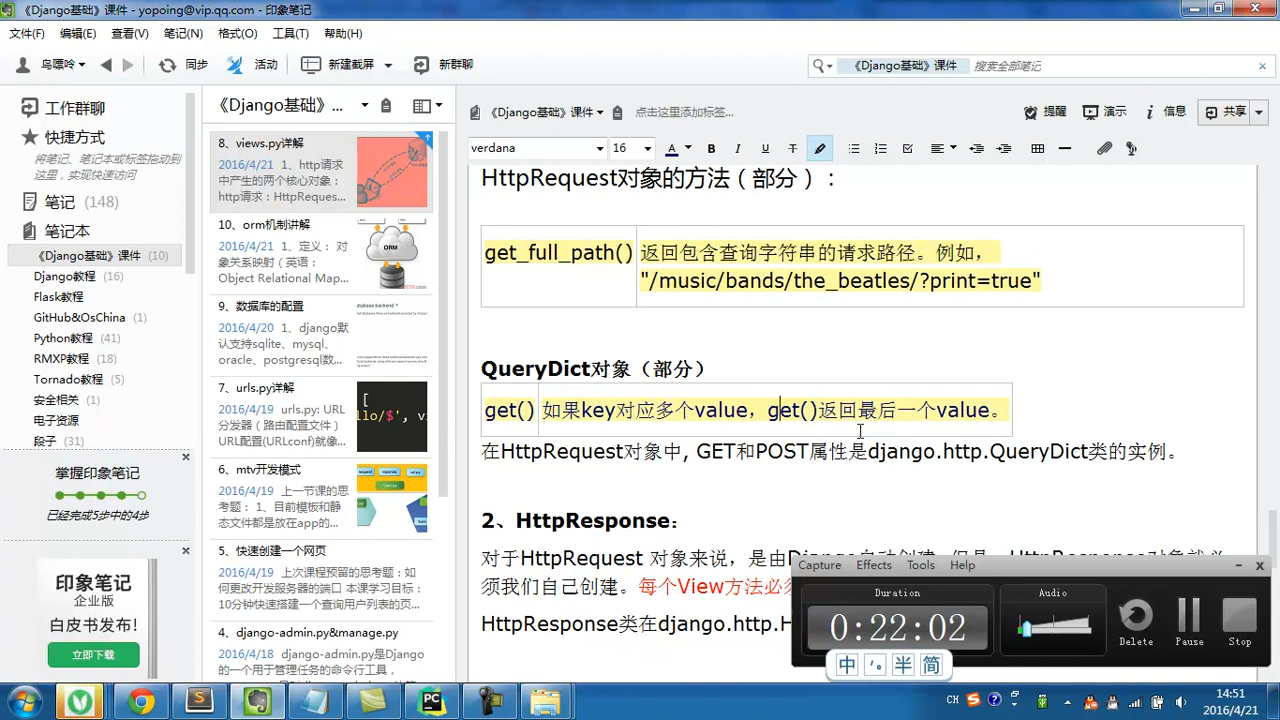 《Django基础》课件 - yopoing@vip.qq.com - 印象笔记
文件(F) 编辑(E) 查看(V) 笔记(N) 格式(O) 工具(T) 帮助(H)
鸟嘌呤 同步 活动 新建截屏 新群聊
《Django基础》课件 搜索全部笔记
工作群聊
快捷方式
将笔记、笔记本或标签拖动到
这里，实现快速访问
笔记 (148)
笔记本
《Django基础》课件 (10)
Django教程 (16)
Flask教程
GitHub&OsChina (1)
Python教程 (41)
RMXP教程 (18)
Tornado教程 (5)
安全相关 (1)
电子资源
段子 (31)
掌握印象笔记
已经完成5步中的4步
印象笔记
企业版
白皮书发布！
立即下载
《Django基础》...
8、views.py详解
2016/4/21 1、http请求
中产生的两个核心对象：
http请求：HttpReques...
10、orm机制讲解
2016/4/21 1、定义： 对
象关系映射（英语：
Object Relational Map...
ORM
9、数据库的配置
2016/4/20 1、django默
认支持sqlite、mysql，
oracle、postgresql数...
7、urls.py详解
2016/4/19 urls.py: URL
分发器（路由配置文件）
URL配置(URLconf)就像...
6、mtv开发模式
2016/4/19 上一节课的思
考题： 1、目前模板和静
态文件都是放在app的...
5、快速创建一个网页
2016/4/19 上次课程预留的思考题：如
何更改开发服务器的端口 本课学习目标：
10分钟快速搭建一个查询用户列表的页...
4、django-admin.py&manage.py
2016/4/18 django-admin.py是Django
的一个用于管理任务的命令行工具，
《Django基础》课件 点击这里添加标签... 提醒 演示 信息 共享
verdana 16
HttpRequest对象的方法（部分）：
get_full_path() 返回包含查询字符串的请求路径。例如，
"/music/bands/the_beatles/?print=true"
QueryDict对象（部分）
get() 如果key对应多个value，get()返回最后一个value。
在HttpRequest对象中, GET和POST属性是django.http.QueryDict类的实例。
2、HttpResponse：
对于HttpRequest 对象来说，是由Django自动创建
须我们自己创建。每个View方法必
HttpResponse类在django.http.H
Capture Effects Tools Help
Duration Audio
0:22:02
Delete Pause Stop
中 半 简
CH
14:51
2016/4/21